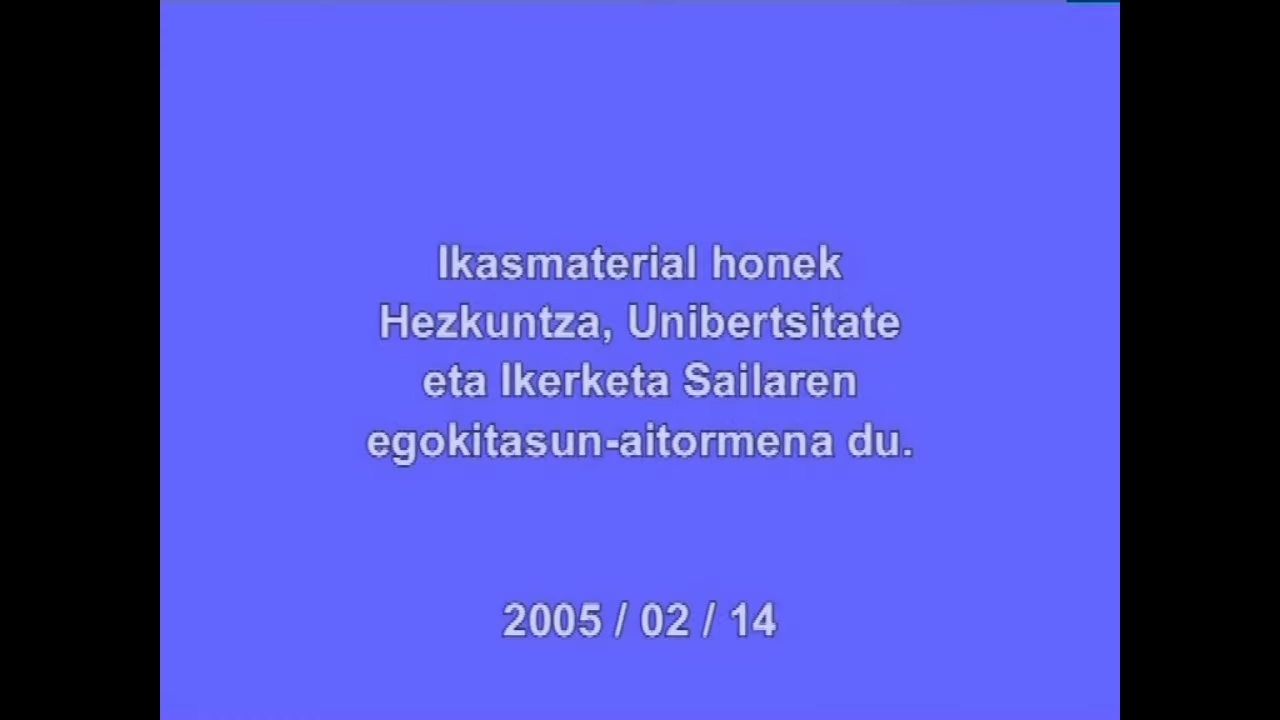 Ikasmaterial honek
Hezkuntza, Unibertsitate
eta Ikerketa Sailaren
egokitasun-aitormena du.
2005 / 02 / 14